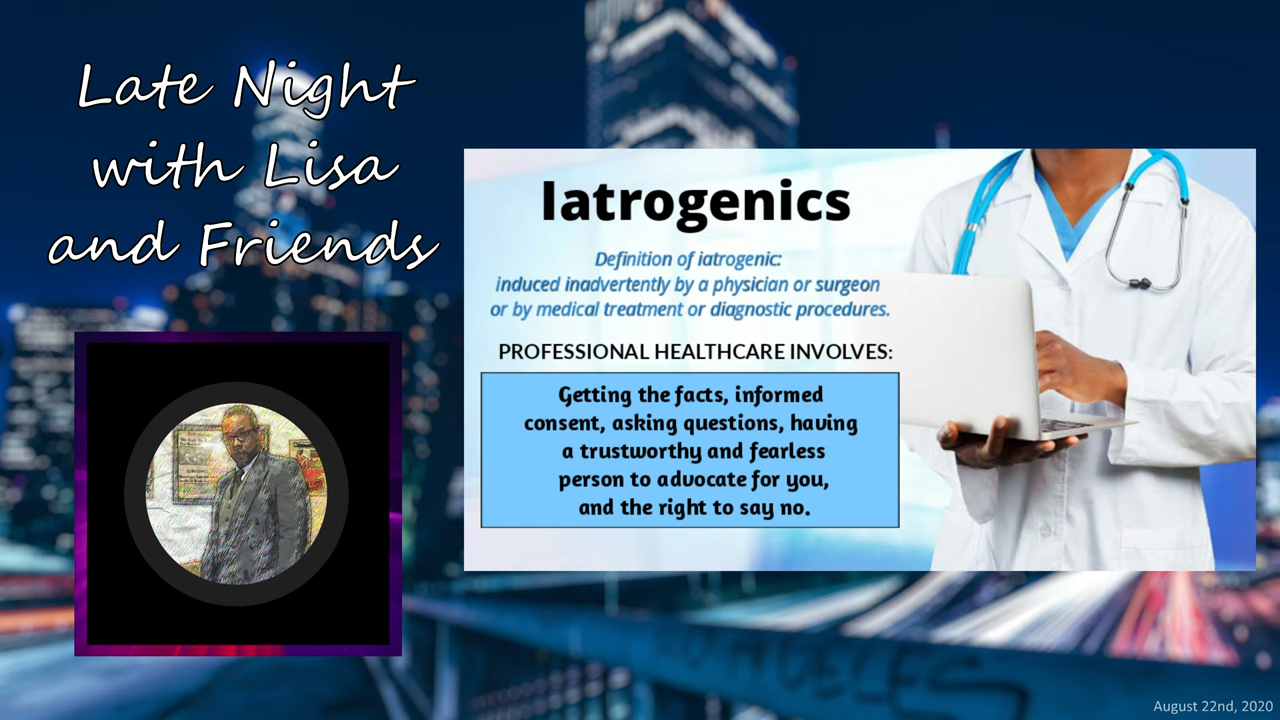 Late Night
with Lisa
and Friends
Iatrogenics
Definition of iatrogenic:
induced inadvertently by a physician or surgeon
or by medical treatment or diagnostic procedures.
PROFESSIONAL HEALTHCARE INVOLVES:
Getting the facts, informed
consent, asking questions, having
a trustworthy and fearless
person to advocate for you,
and the right to say no.
August 22nd, 2020